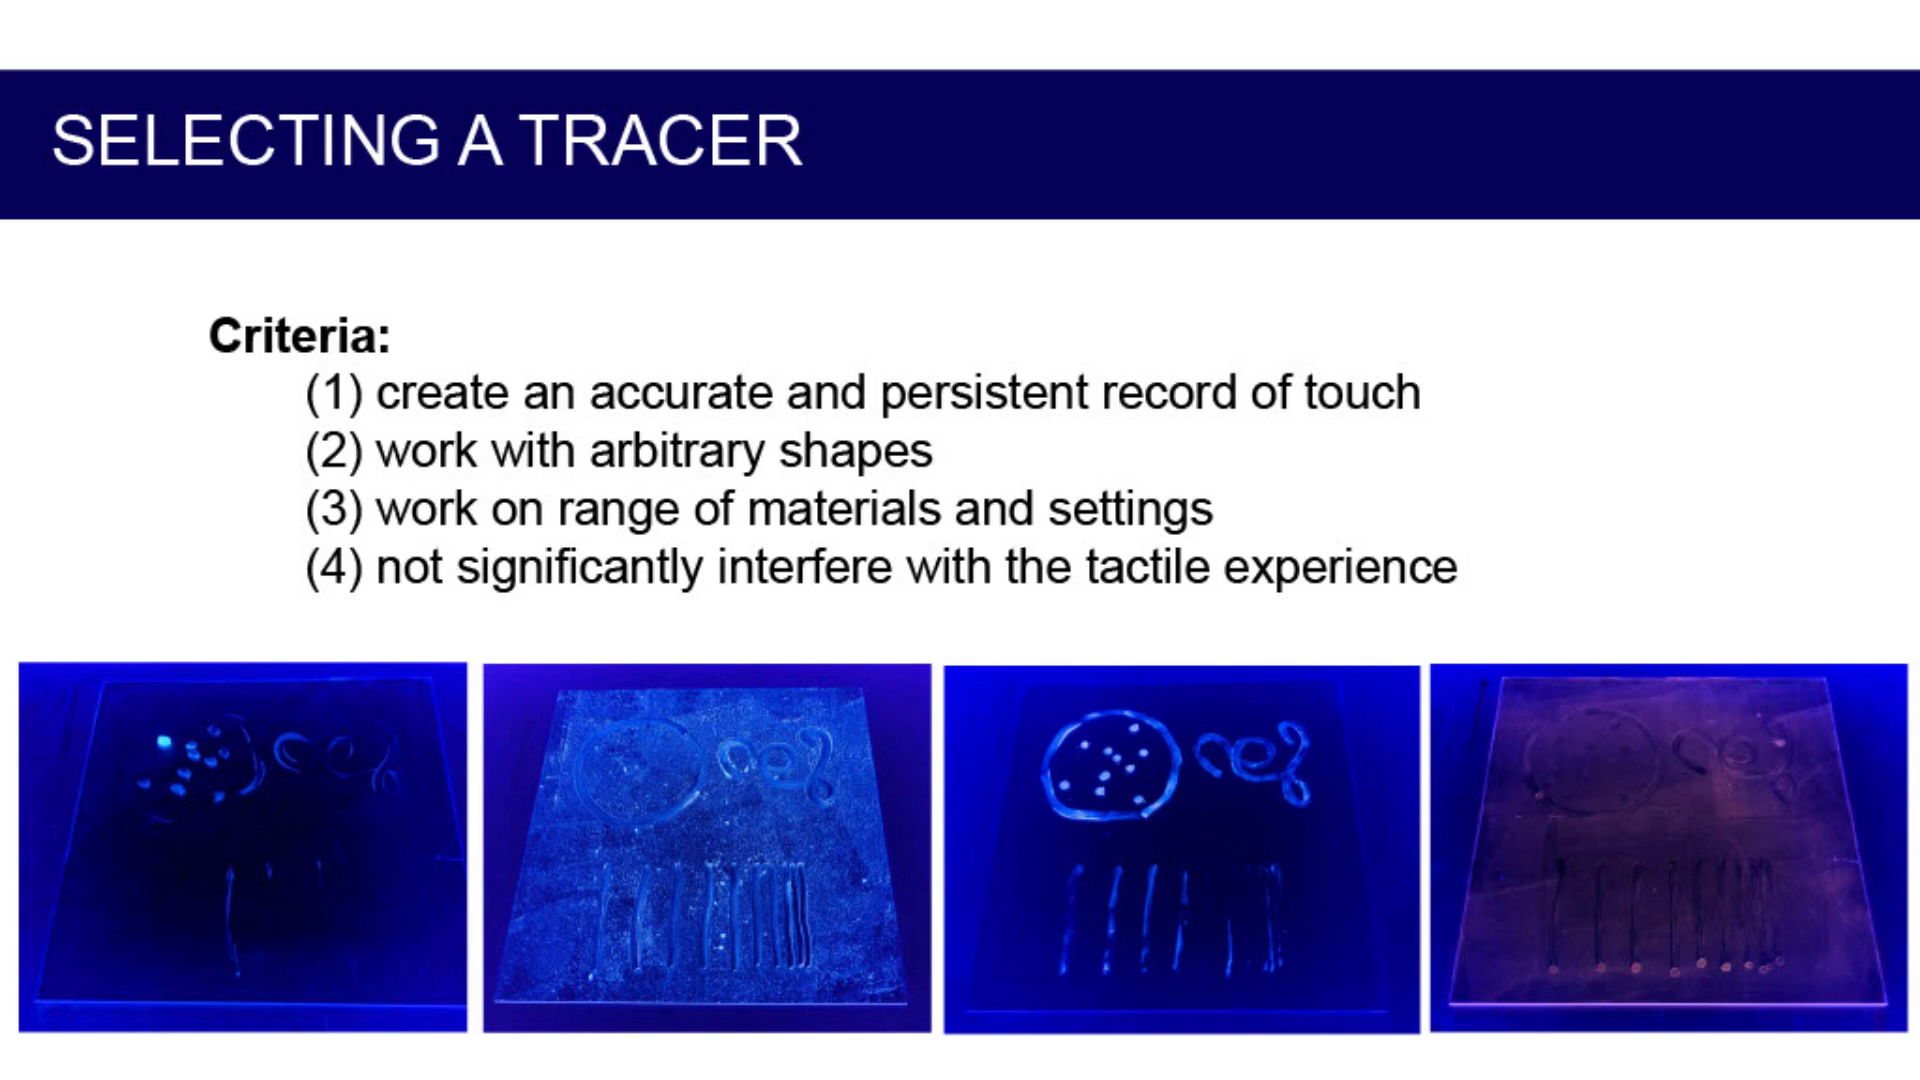 SELECTING A TRACER
Criteria:
(1) create an accurate and persistent record of touch
(2) work with arbitrary shapes
(3) work on range of materials and settings
(4) not significantly interfere with the tactile experience